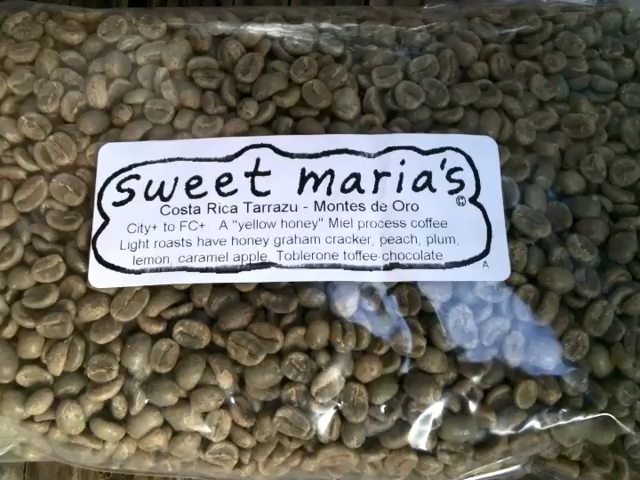 sweet maria's ©
Costa Rica Tarrazu - Montes de Oro
City+ to FC+ A "yellow honey" Miel process coffee
Light roasts have honey graham cracker, peach, plum,
lemon, caramel apple, Toblerone toffee-chocolate
A